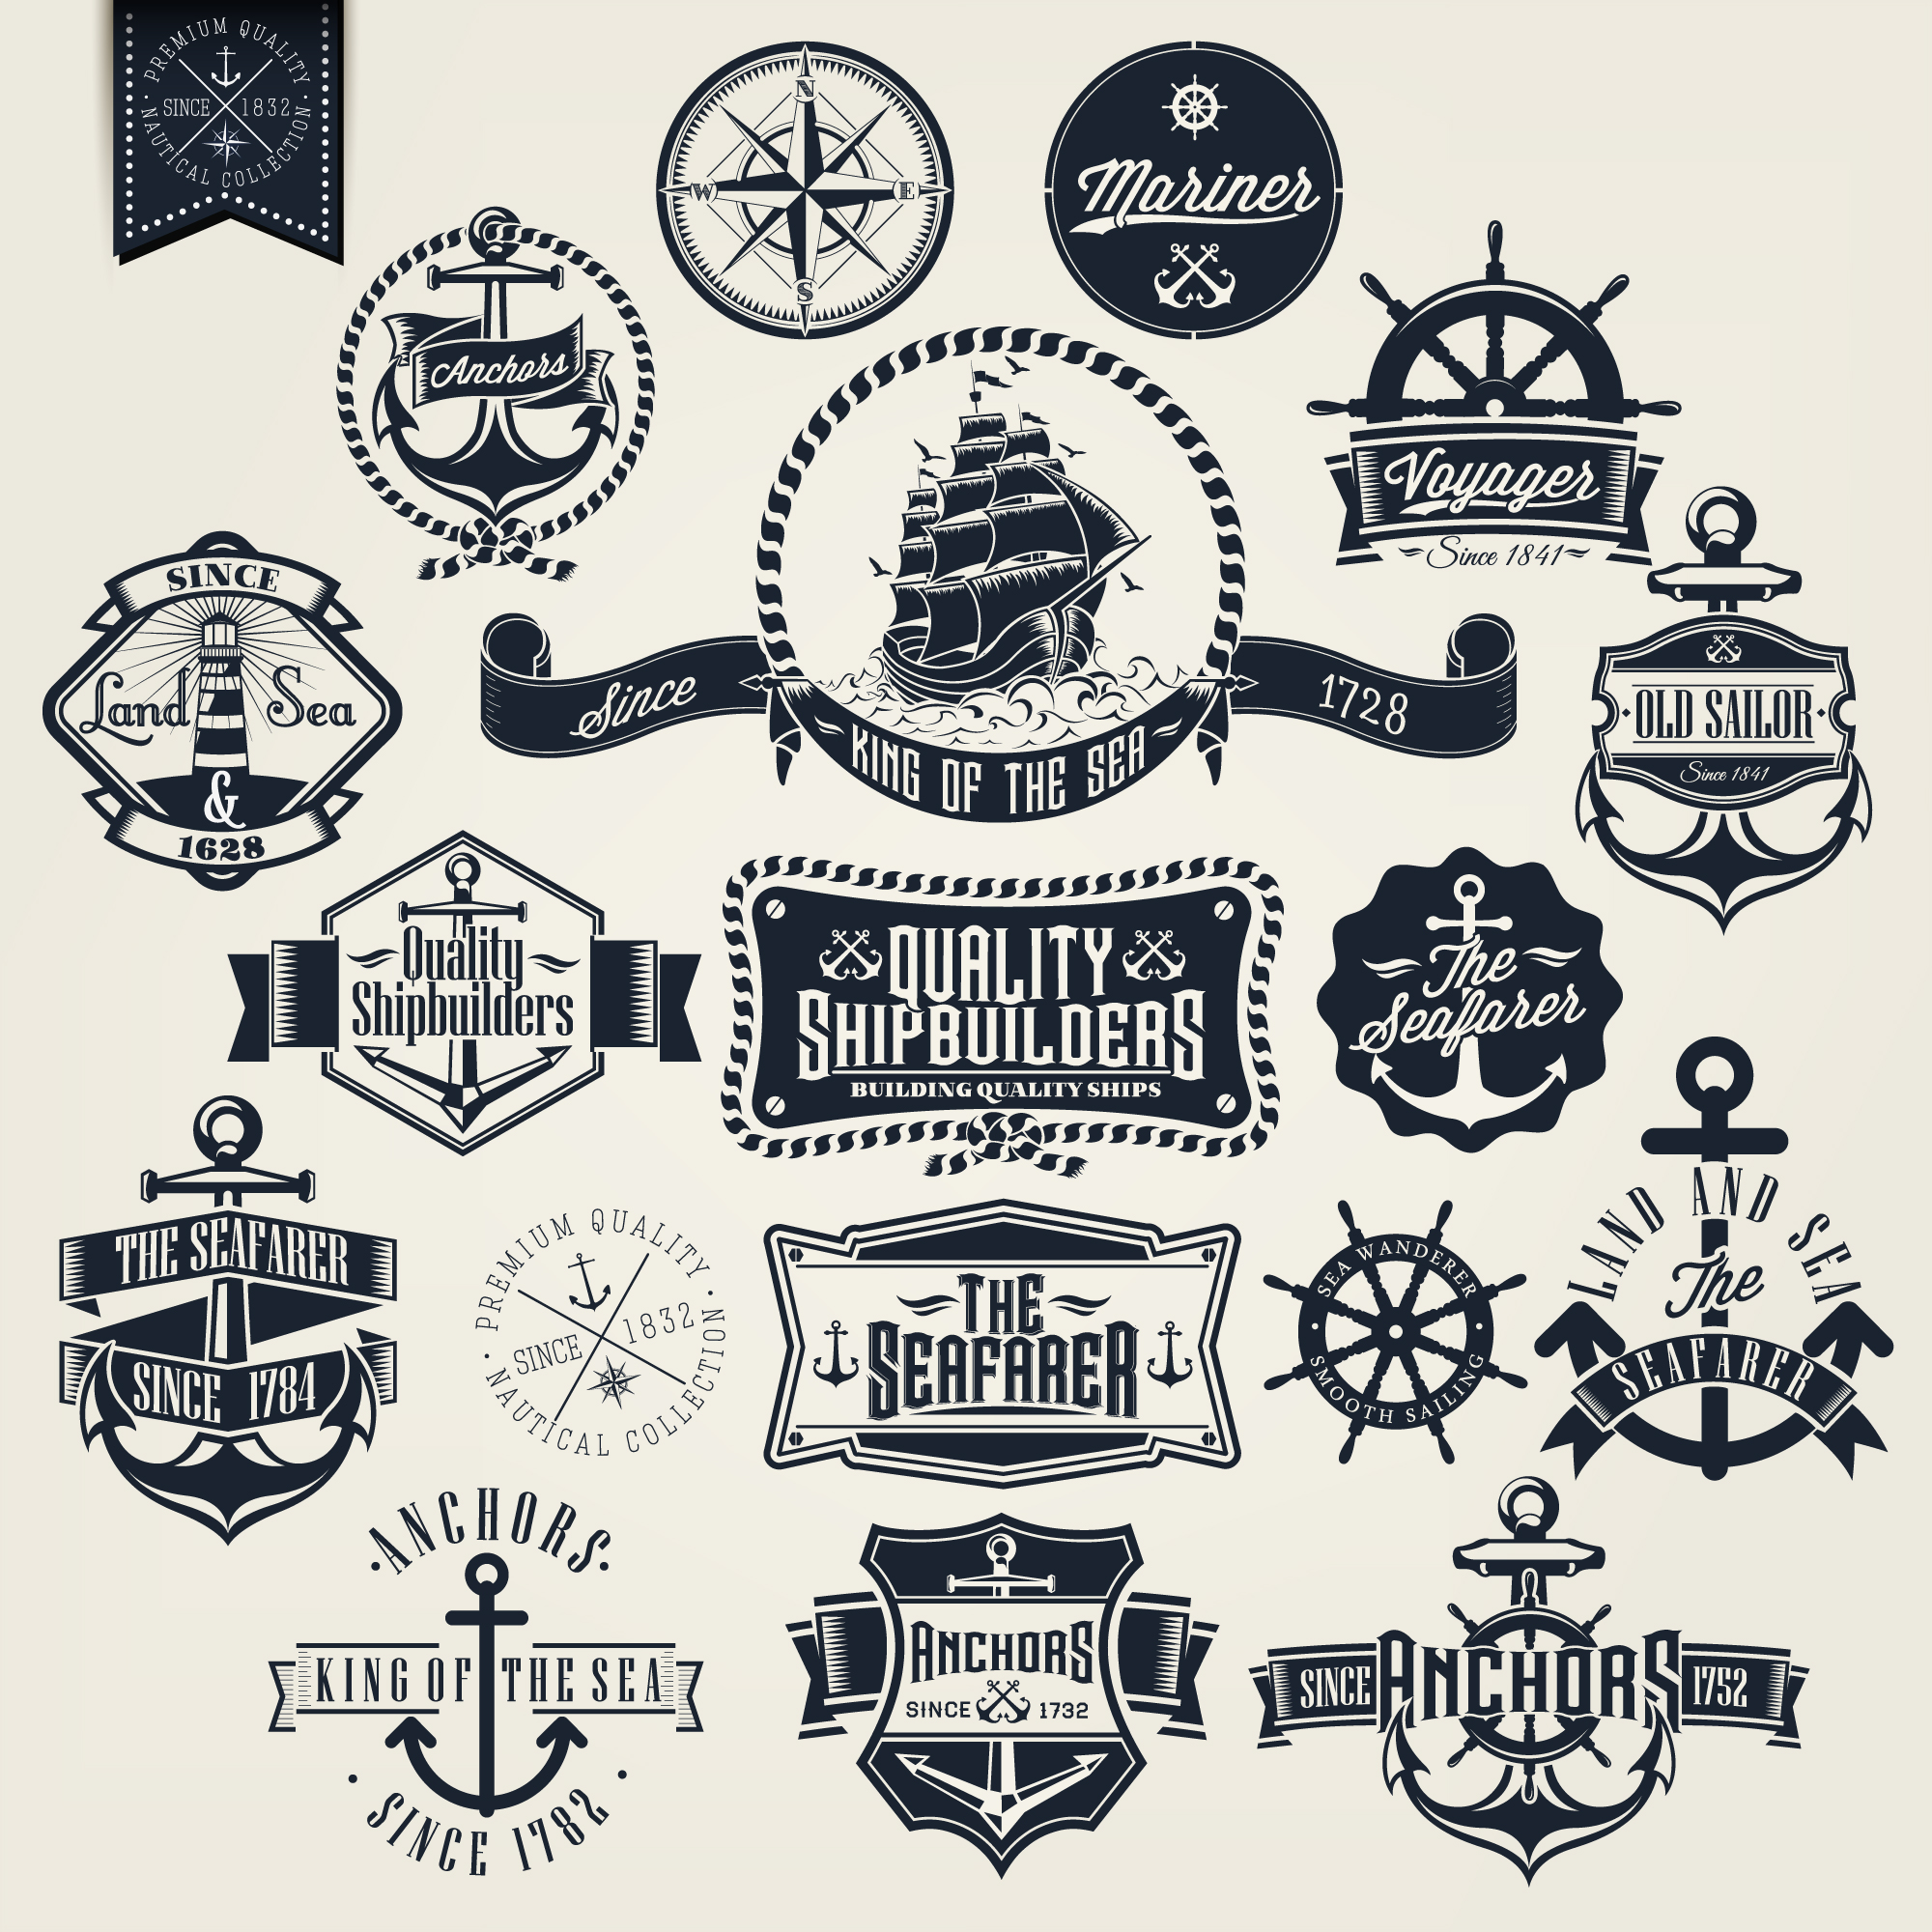 PREMIUM QUALITY
SINCE 1832
NAUTICAL COLLECTION
N
W E
S
Mariner
Anchors
Voyager
Since 1841
SINCE
Land Sea
&
1628
Since 1728
KING OF THE SEA
OLD SAILOR
Since 1841
Quality
Shipbuilders
QUALITY
SHIPBUILDERS
BUILDING QUALITY SHIPS
The
Seafarer
THE SEAFARER
SINCE 1784
PREMIUM QUALITY
SINCE 1832
NAUTICAL COLLECTION
THE
SEAFARER
SEA WANDERER
SMOOTH SAILING
LAND AND SEA
The
SEAFARER
ANCHORS
KING OF THE SEA
SINCE 1782
ANCHORS
SINCE 1732
SINCE ANCHORS 1752